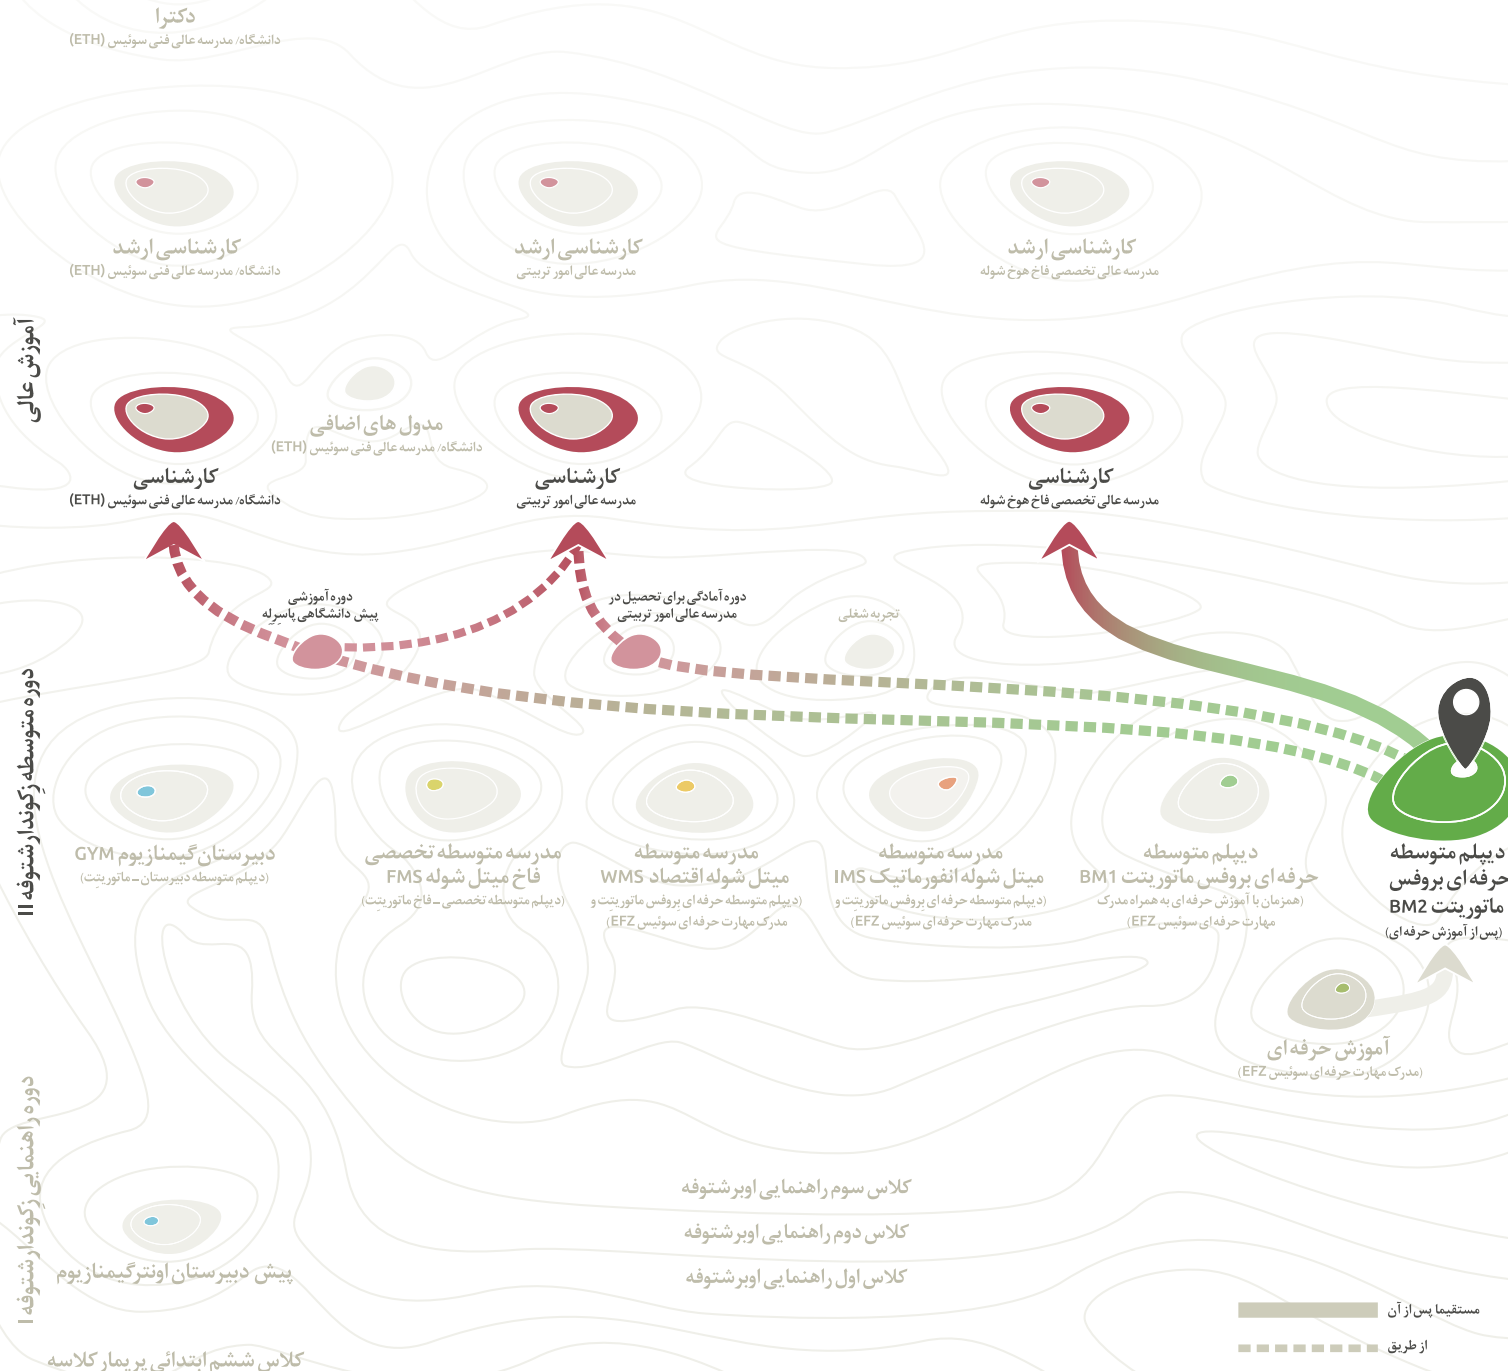 دکترا
دانشگاه/ مدرسه عالی فنی سوئیس (ETH)
کارشناسی ارشد
دانشگاه/ مدرسه عالی فنی سوئیس (ETH)
کارشناسی ارشد
مدرسه عالی امور تربیتی
کارشناسی ارشد
مدرسه عالی تخصصی فاخ هوخ شوله
آموزش عالی
مدول های اضافی
دانشگاه/ مدرسه عالی فنی سوئیس (ETH)
کارشناسی
دانشگاه/ مدرسه عالی فنی سوئیس (ETH)
کارشناسی
مدرسه عالی امور تربیتی
کارشناسی
مدرسه عالی تخصصی فاخ هوخ شوله
دوره آموزشی
پیش دانشگاهی پاسرِلِه
دوره آمادگی برای تحصیل در
مدرسه عالی امور تربیتی
تجربه شغلی
دوره متوسطه زِکوندار شتوفه II
دبیرستان گیمنازیوم GYM
(دیپلم متوسطه دبیرستان – ماتوریتت)
مدرسه متوسطه تخصصی
فاخ میتل شوله FMS
(دیپلم متوسطه تخصصی – فاخ ماتوریتت)
مدرسه متوسطه
میتل شوله اقتصاد WMS
(دیپلم متوسطه حرفه ای بروفس ماتوریتت و
مدرک مهارت حرفه ای سوئیس EFZ)
مدرسه متوسطه
میتل شوله انفورماتیک IMS
(دیپلم متوسطه حرفه ای بروفس ماتوریتت و
مدرک مهارت حرفه ای سوئیس EFZ)
دیپلم متوسطه
حرفه ای بروفس ماتوریتت BM1
(همزمان با آموزش حرفه ای به همراه مدرک
مهارت حرفه ای سوئیس EFZ)
دیپلم متوسطه
حرفه ای بروفس
ماتوریتت BM2
(پس از آموزش حرفه ای)
آموزش حرفه ای
(مدرک مهارت حرفه ای سوئیس EFZ)
دوره راهنمایی زِکوندار شتوفه I
کلاس سوم راهنمایی اوبرشتوفه
کلاس دوم راهنمایی اوبرشتوفه
کلاس اول راهنمایی اوبرشتوفه
پیش دبیرستان اونترگیمنازیوم
کلاس ششم ابتدائی پریمار کلاسه
مستقیما پس از آن
از طریق